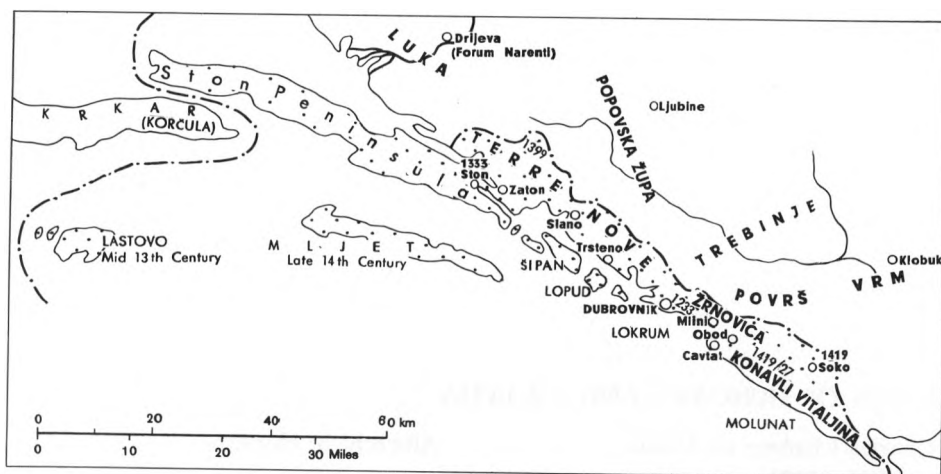 Drijeva
(Forum Narenti)
LUKA
Ston Peninsula
KRKAR
(KORČULA)
Ljubine
POPOVSKA ŽUPA
TERRE NOVE
1399
1333
Ston
Zaton
Slano
Trsteno
TREBINJE
Klobuk
VRM
POVRŠ
LASTOVO
Mid 13th Century
MLJET
Late 14th Century
ŠIPAN
LOPUD
DUBROVNIK
1233
ŽRNOVICA
LOKRUM
Mlini
Obod
Cavtat
1419/27
1419
Soko
KONAVLI VITALJINA
MOLUNAT
0 20 40 60 km
0 10 20 30 Miles